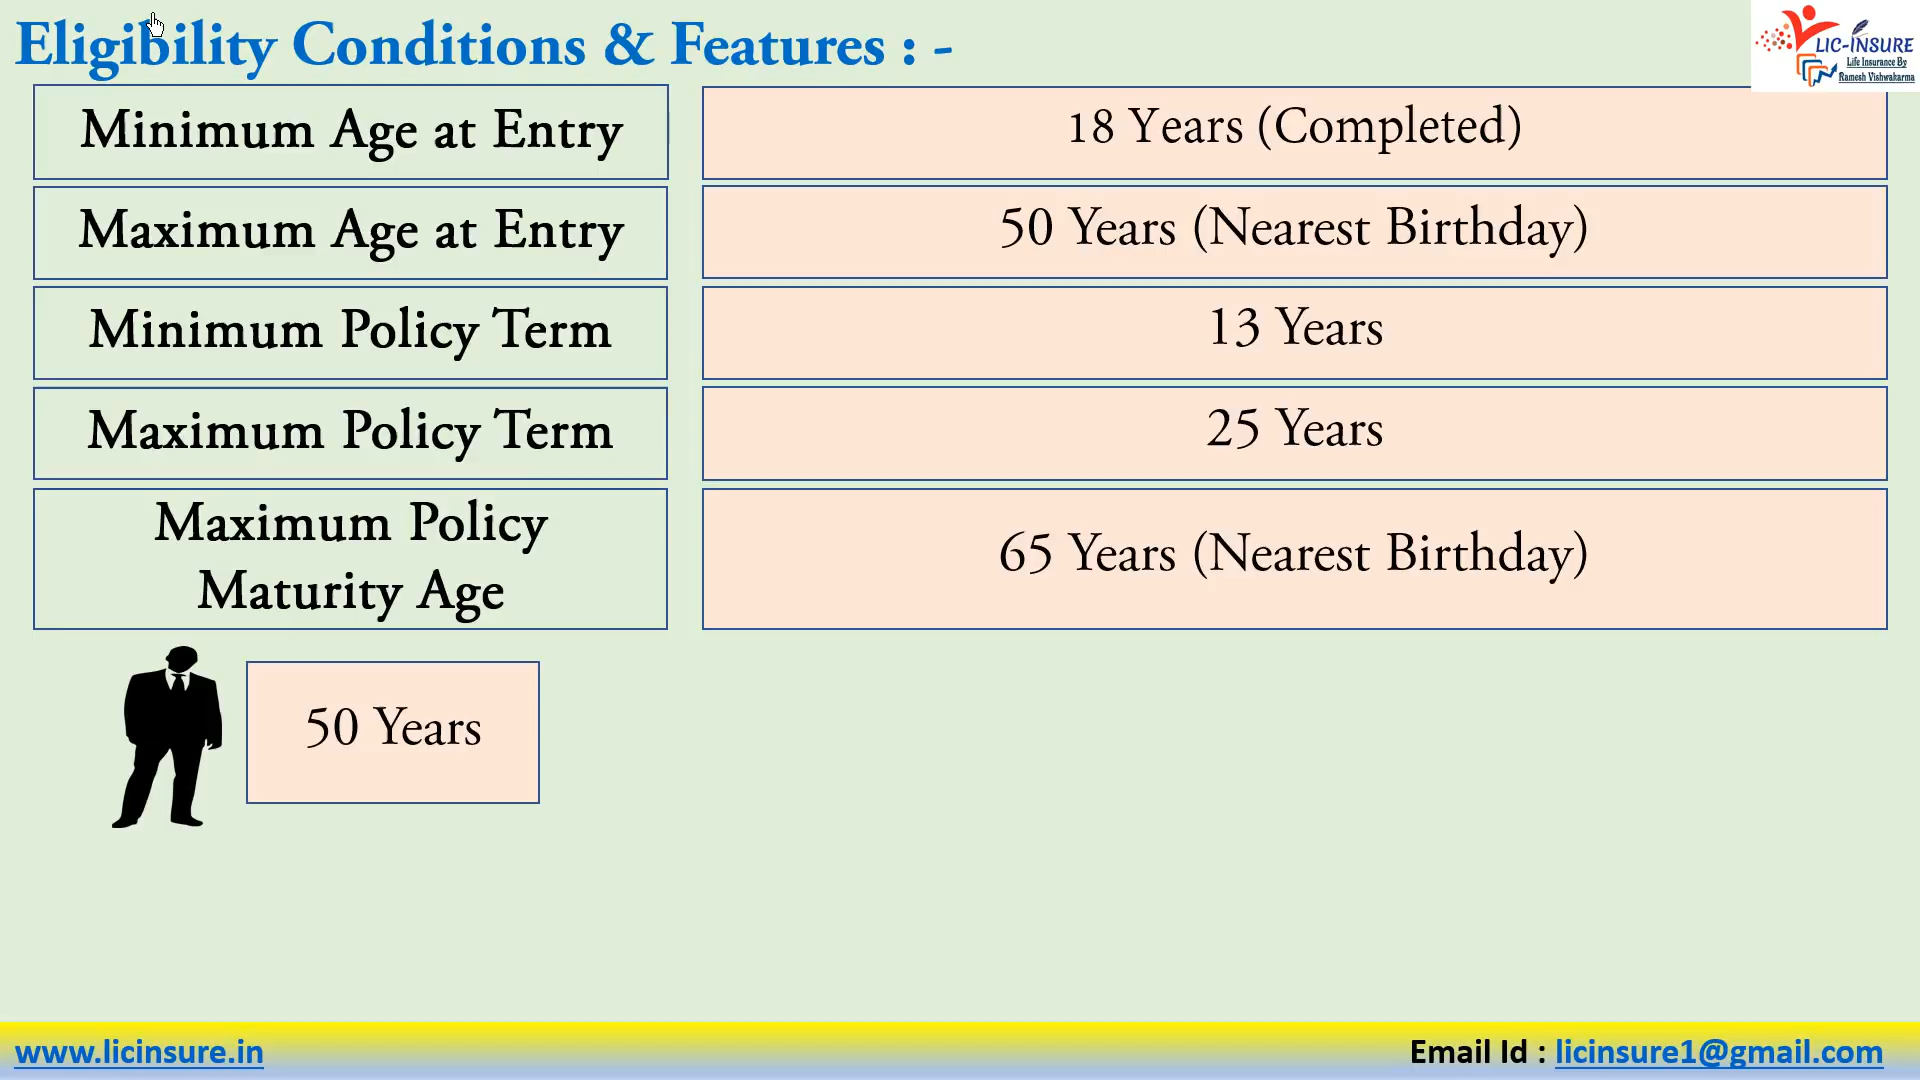 Eligibility Conditions & Features : -
LIC-INSURE
Life Insurance By
Ramesh Vishwakarma
Minimum Age at Entry
18 Years (Completed)
Maximum Age at Entry
50 Years (Nearest Birthday)
Minimum Policy Term
13 Years
Maximum Policy Term
25 Years
Maximum Policy
Maturity Age
65 Years (Nearest Birthday)
50 Years
www.licinsure.in
Email Id : licinsure1@gmail.com